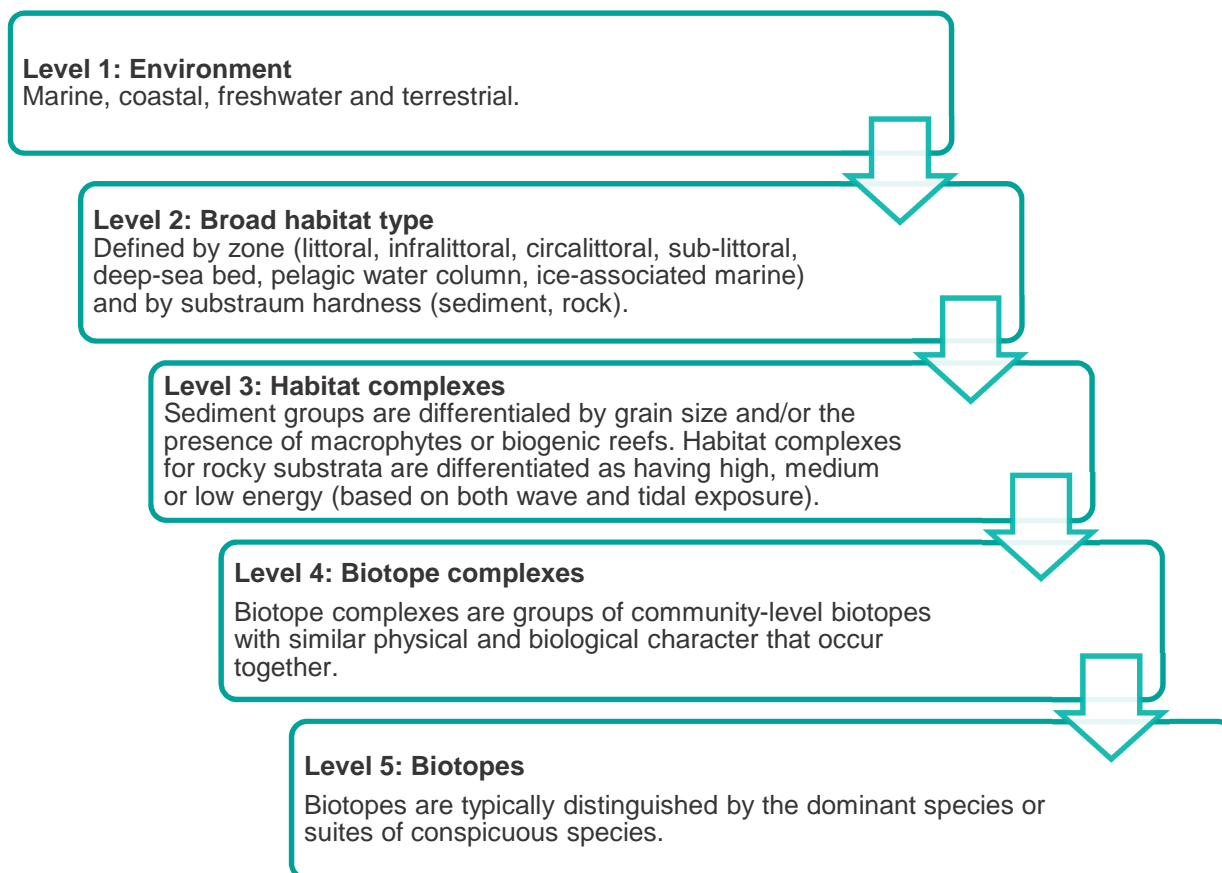 Level 1: Environment
Marine, coastal, freshwater and terrestrial.
Level 2: Broad habitat type
Defined by zone (littoral, infralittoral, circalittoral, sub-littoral,
deep-sea bed, pelagic water column, ice-associated marine)
and by substraum hardness (sediment, rock).
Level 3: Habitat complexes
Sediment groups are differentialed by grain size and/or the
presence of macrophytes or biogenic reefs. Habitat complexes
for rocky substrata are differentiated as having high, medium
or low energy (based on both wave and tidal exposure).
Level 4: Biotope complexes
Biotope complexes are groups of community-level biotopes
with similar physical and biological character that occur
together.
Level 5: Biotopes
Biotopes are typically distinguished by the dominant species or
suites of conspicuous species.